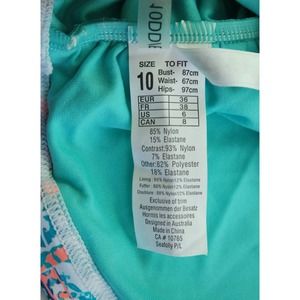 SIZE TO FIT
10 Bust- 87cm
Waist- 67cm
Hips- 97cm
EUR 36
FR 38
US 6
CAN 8
85% Nylon
15% Elastane
Contrast:93% Nylon
7% Elastane
Other:82% Polyester
18% Elastane
Exclusive of trim
Ausgenommen der Besatz
Hormis les accessoires
Designed in Australia
Made in China
CA # 10785
Seafolly P/L